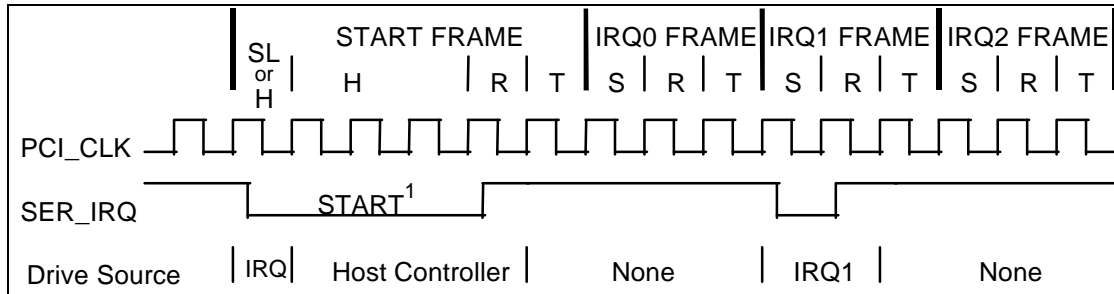 START FRAME IRQ0 FRAME IRQ1 FRAME IRQ2 FRAME
SL
or
H
H R T S R T S R T S R T
PCI_CLK
START1
SER_IRQ
Drive Source IRQ Host Controller None IRQ1 None